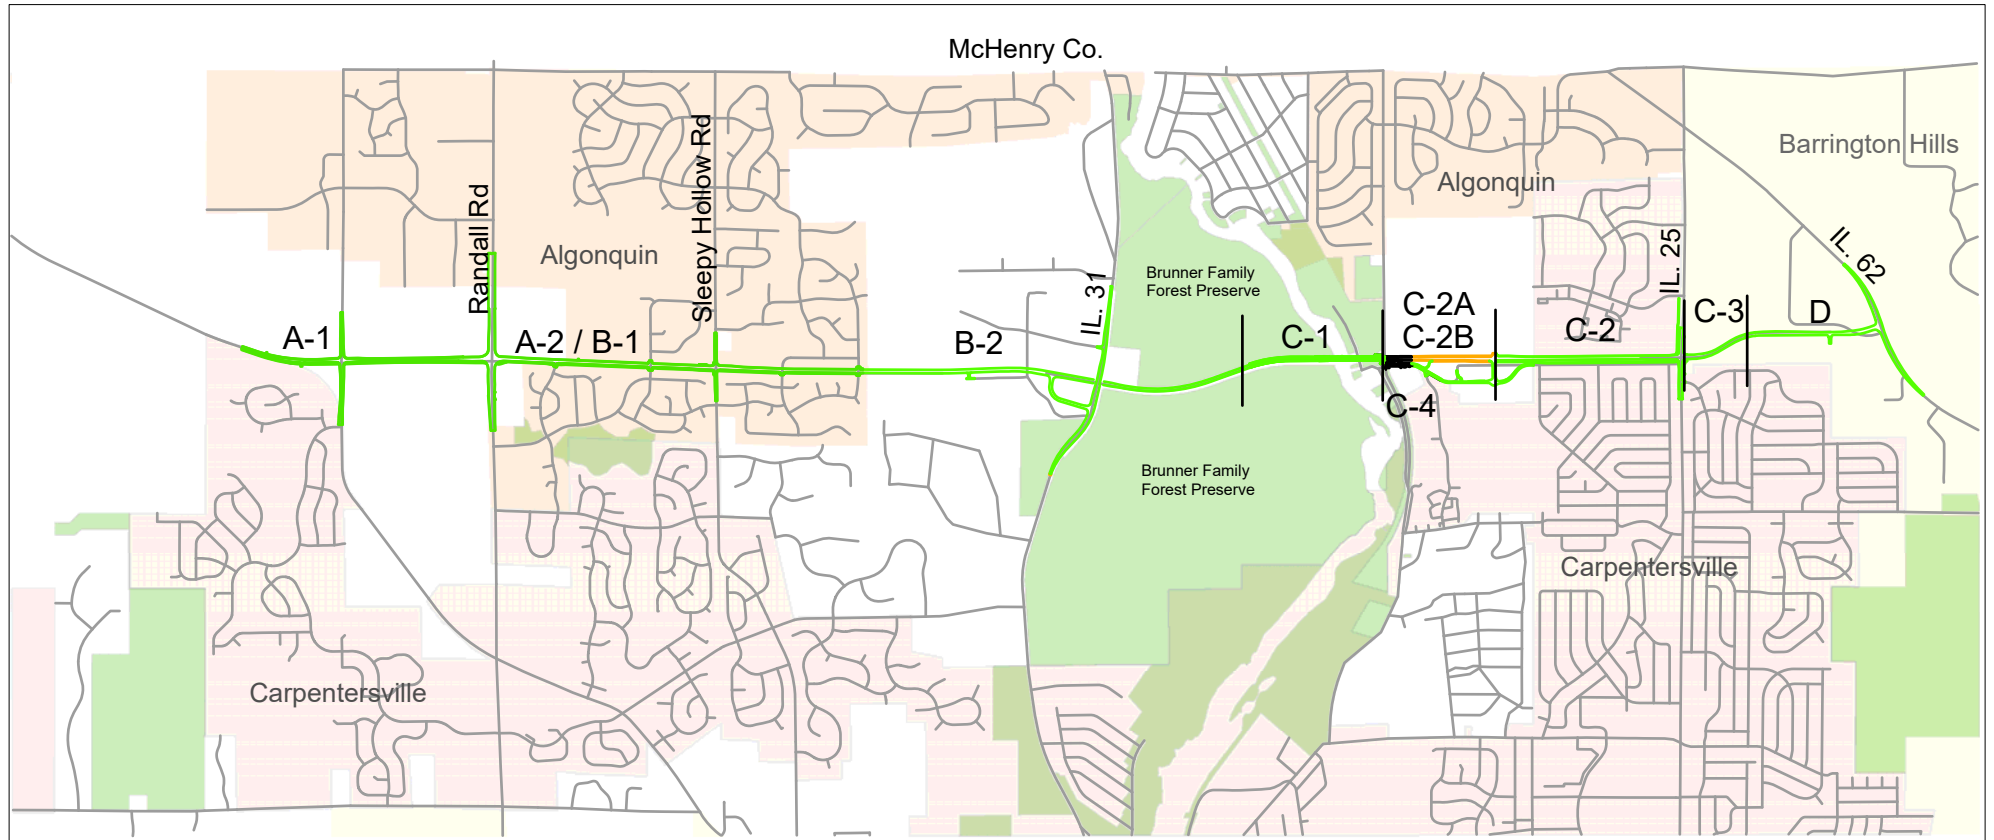 McHenry Co.
Barrington Hills
Algonquin
Randall Rd
Sleepy Hollow Rd
Algonquin
IL. 31
Brunner Family
Forest Preserve
IL. 25
IL. 62
A-1
A-2 / B-1
B-2
C-1
C-2A
C-2B
C-2
C-3
D
C-4
Brunner Family
Forest Preserve
Carpentersville
Carpentersville